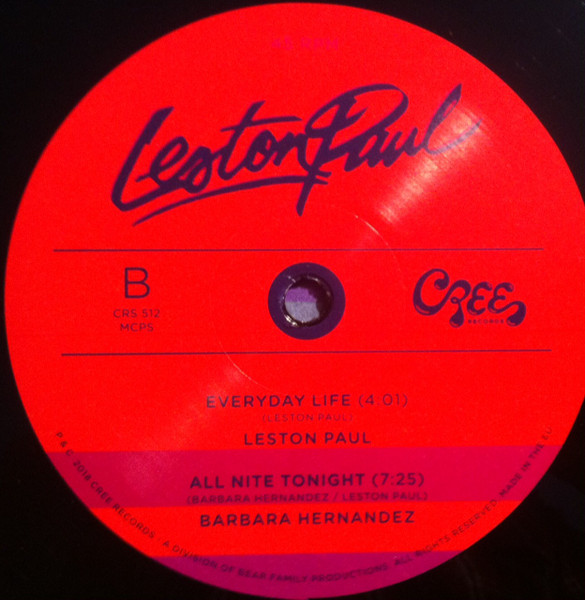 45 RPM
Leston Paul
B
CRS 512
MCPS
CREE
RECORDS
EVERYDAY LIFE (4:01)
(LESTON PAUL)
LESTON PAUL
ALL NITE TONIGHT (7:25)
(BARBARA HERNANDEZ / LESTON PAUL)
BARBARA HERNANDEZ
P & C 2018 CREE RECORDS - A DIVISION OF BEAR FAMILY PRODUCTIONS. ALL RIGHTS RESERVED. MADE IN THE EU